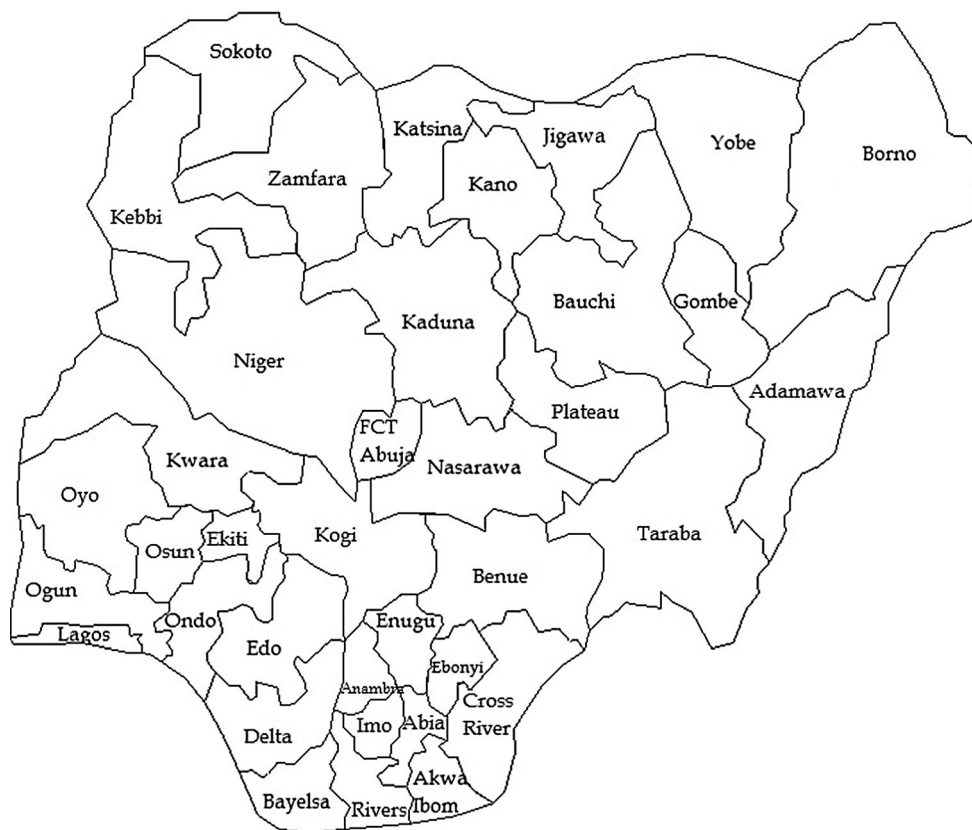 Sokoto
Katsina
Jigawa
Yobe
Borno
Zamfara
Kano
Kebbi
Bauchi
Gombe
Kaduna
Niger
Adamawa
Plateau
FCT
Abuja
Kwara
Nasarawa
Oyo
Kogi
Taraba
Osun
Ekiti
Benue
Ogun
Ondo
Enugu
Lagos
Edo
Ebonyi
Anambra
Cross
River
Imo
Abia
Delta
Akwa
Ibom
Bayelsa
Rivers